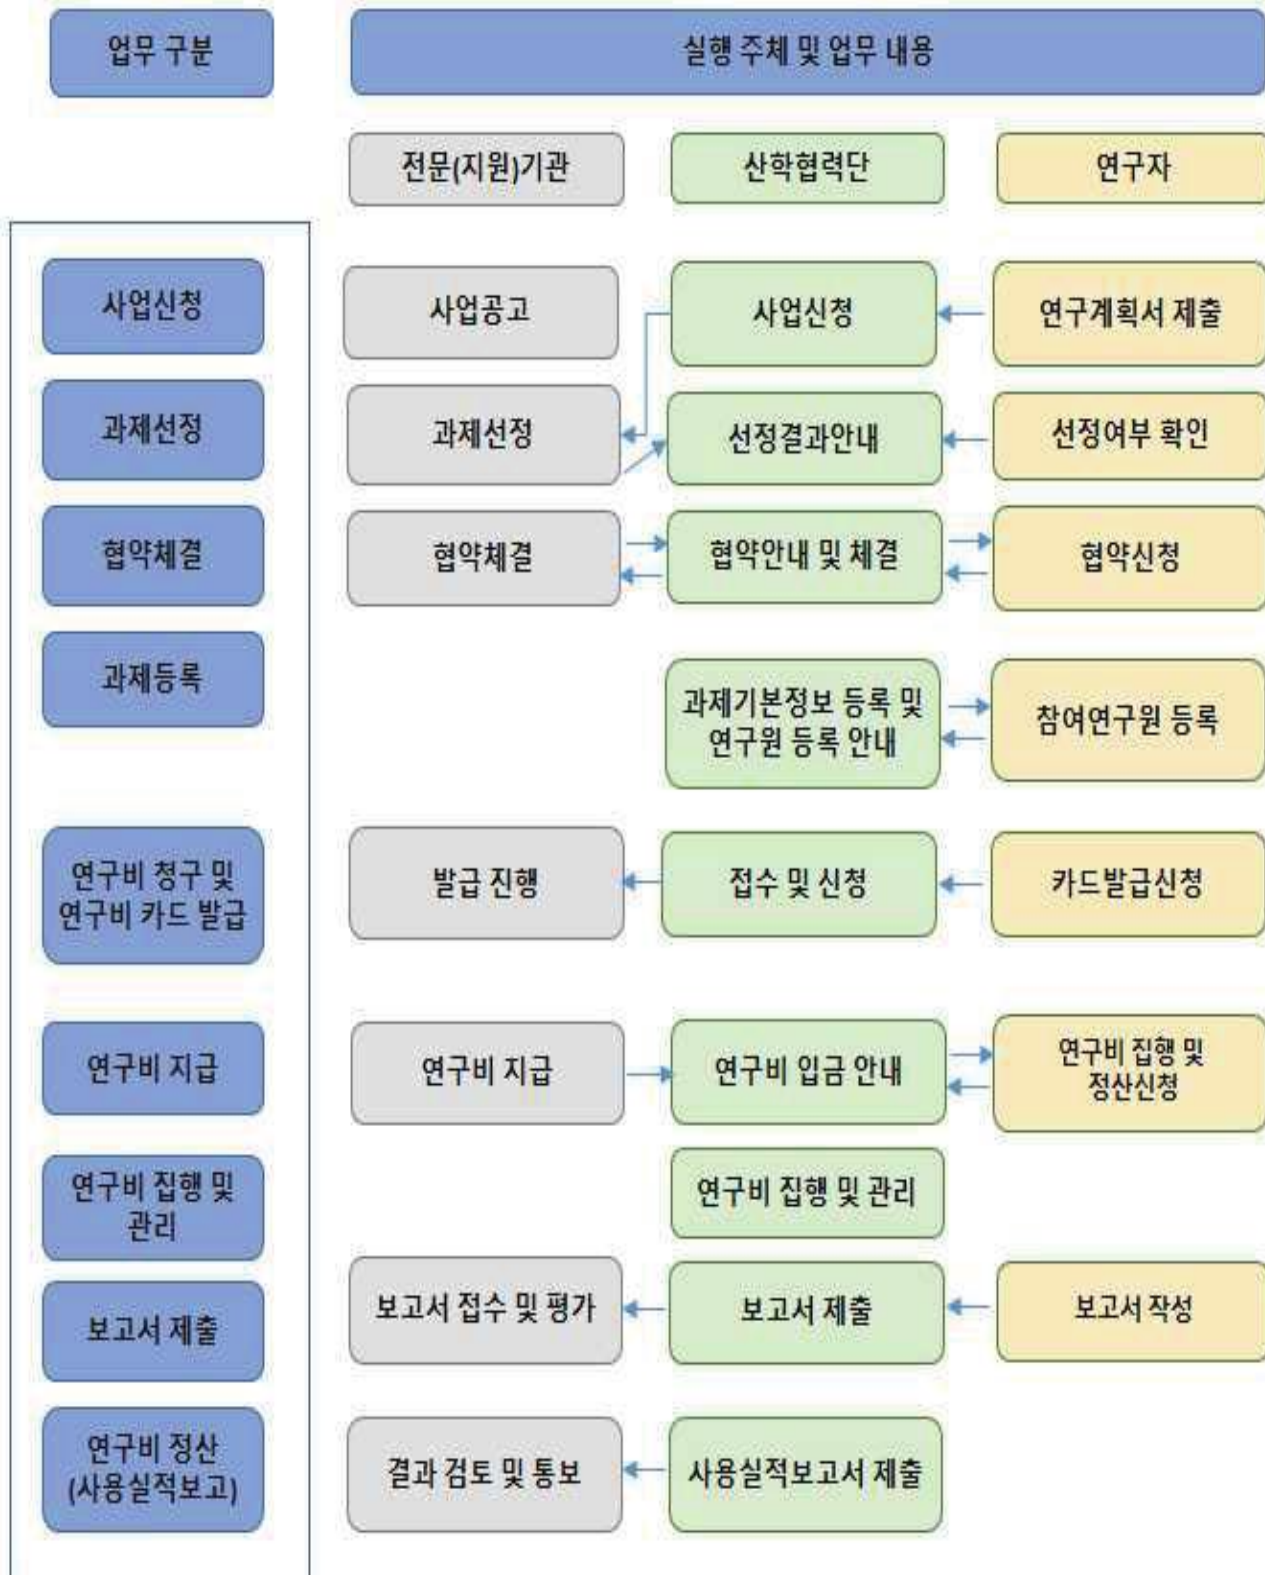 업무 구분
실행 주체 및 업무 내용
전문(지원)기관
산학협력단
연구자
사업신청
사업공고
사업신청
연구계획서 제출
과제선정
과제선정
선정결과안내
선정여부 확인
협약체결
협약체결
협약안내 및 체결
협약신청
과제등록
과제기본정보 등록 및
연구원 등록 안내
참여연구원 등록
연구비 청구 및
연구비 카드 발급
발급 진행
접수 및 신청
카드발급신청
연구비 지급
연구비 지급
연구비 입금 안내
연구비 집행 및
정산신청
연구비 집행 및
관리
연구비 집행 및 관리
보고서 제출
보고서 접수 및 평가
보고서 제출
보고서 작성
연구비 정산
(사용실적보고)
결과 검토 및 통보
사용실적보고서 제출